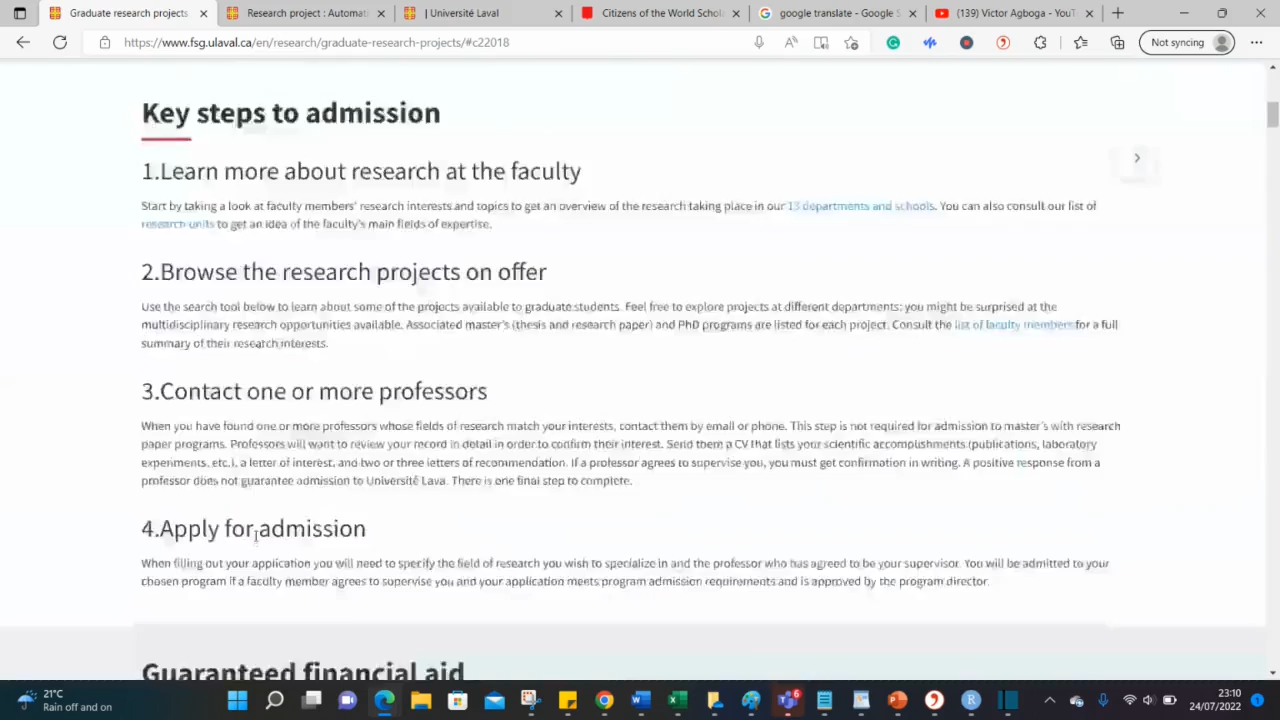 Graduate research projects
Research project : Automati
| Université Laval
Citizens of the World Schola
google translate - Google S
(139) Victor Agboga - YouT
https://www.fsg.ulaval.ca/en/research/graduate-research-projects/#c22018
Not syncing
Key steps to admission
1.Learn more about research at the faculty
Start by taking a look at faculty members' research interests and topics to get an overview of the research taking place in our 13 departments and schools. You can also consult our list of
research units to get an idea of the faculty's main fields of expertise.
2.Browse the research projects on offer
Use the search tool below to learn about some of the projects available to graduate students. Feel free to explore projects at different departments: you might be surprised at the
multidisciplinary research opportunities available. Associated master's (thesis and research paper) and PhD programs are listed for each project. Consult the list of faculty members for a full
summary of their research interests.
3.Contact one or more professors
When you have found one or more professors whose fields of research match your interests, contact them by email or phone. This step is not required for admission to master's with research
paper programs. Professors will want to review your record in detail in order to confirm their interest. Send them a CV that lists your scientific accomplishments (publications, laboratory
experiments, etc.), a letter of interest, and two or three letters of recommendation. If a professor agrees to supervise you, you must get confirmation in writing. A positive response from a
professor does not guarantee admission to Université Lava. There is one final step to complete.
4.Apply for admission
When filling out your application you will need to specify the field of research you wish to specialize in and the professor who has agreed to be your supervisor. You will be admitted to your
chosen program if a faculty member agrees to supervise you and your application meets program admission requirements and is approved by the program director.
Guaranteed financial aid
21°C
Rain off and on
6
23:10
24/07/2022
1